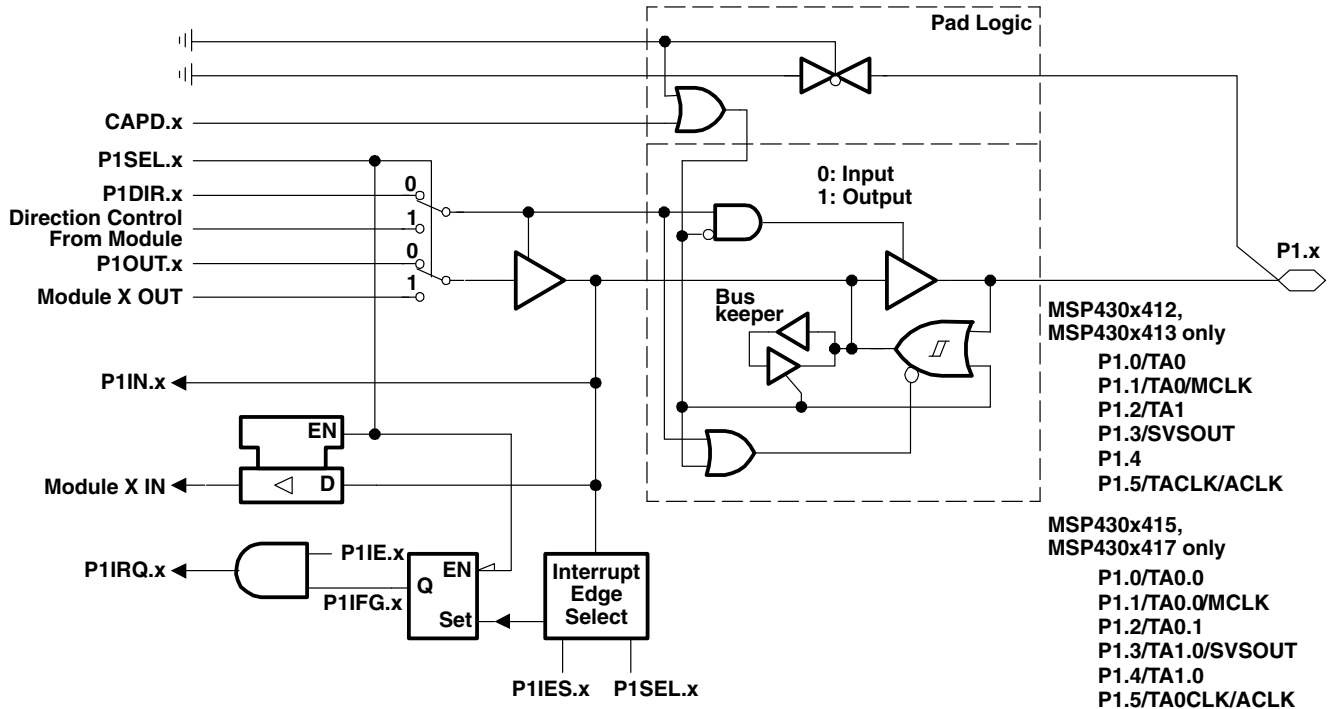 Pad Logic
CAPD.x
P1SEL.x
P1DIR.x
0
Direction Control
From Module
1
0: Input
1: Output
P1OUT.x
0
Module X OUT
1
P1.x
Bus
keeper
MSP430x412,
MSP430x413 only
P1.0/TA0
P1.1/TA0/MCLK
P1.2/TA1
P1.3/SVSOUT
P1.4
P1.5/TACLK/ACLK
P1IN.x
EN
Module X IN
D
MSP430x415,
MSP430x417 only
P1.0/TA0.0
P1.1/TA0.0/MCLK
P1.2/TA0.1
P1.3/TA1.0/SVSOUT
P1.4/TA1.0
P1.5/TA0CLK/ACLK
P1IRQ.x
P1IE.x
P1IFG.x
EN
Q
Set
Interrupt
Edge
Select
P1IES.x
P1SEL.x